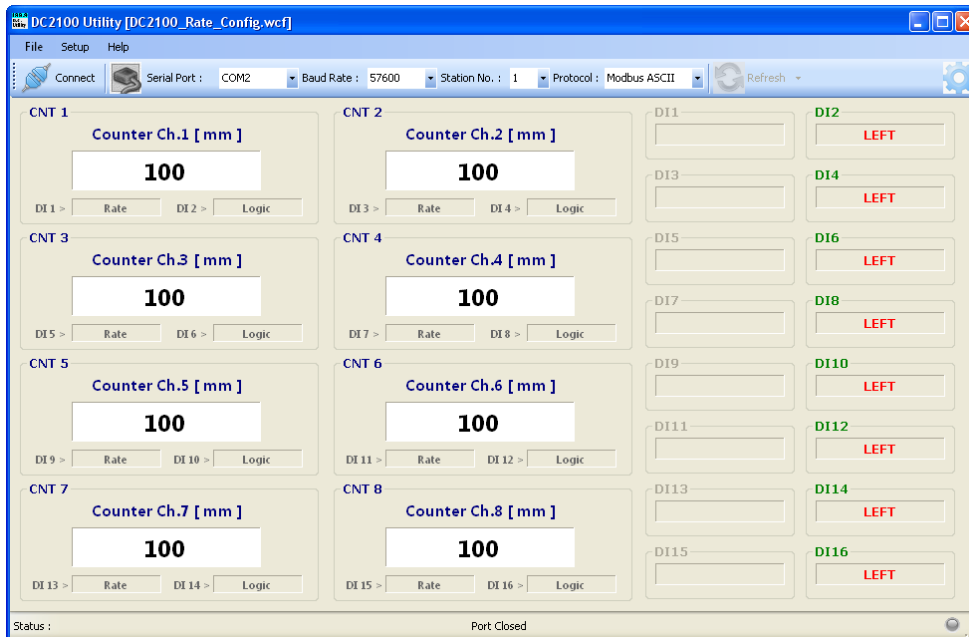 DC2100 Utility [DC2100_Rate_Config.wcf]
File Setup Help
Connect Serial Port : COM2 Baud Rate : 57600 Station No. : 1 Protocol : Modbus ASCII Refresh
CNT 1 CNT 2 DI1 DI2
Counter Ch.1 [ mm ] Counter Ch.2 [ mm ] LEFT
100 100
DI3 DI4
DI 1 > Rate DI 2 > Logic DI 3 > Rate DI 4 > Logic LEFT
CNT 3 CNT 4 DI5 DI6
Counter Ch.3 [ mm ] Counter Ch.4 [ mm ] LEFT
100 100
DI7 DI8
DI 5 > Rate DI 6 > Logic DI 7 > Rate DI 8 > Logic LEFT
CNT 5 CNT 6 DI9 DI10
Counter Ch.5 [ mm ] Counter Ch.6 [ mm ] LEFT
100 100
DI11 DI12
DI 9 > Rate DI 10 > Logic DI 11 > Rate DI 12 > Logic LEFT
CNT 7 CNT 8 DI13 DI14
Counter Ch.7 [ mm ] Counter Ch.8 [ mm ] LEFT
100 100
DI15 DI16
DI 13 > Rate DI 14 > Logic DI 15 > Rate DI 16 > Logic LEFT
Status : Port Closed